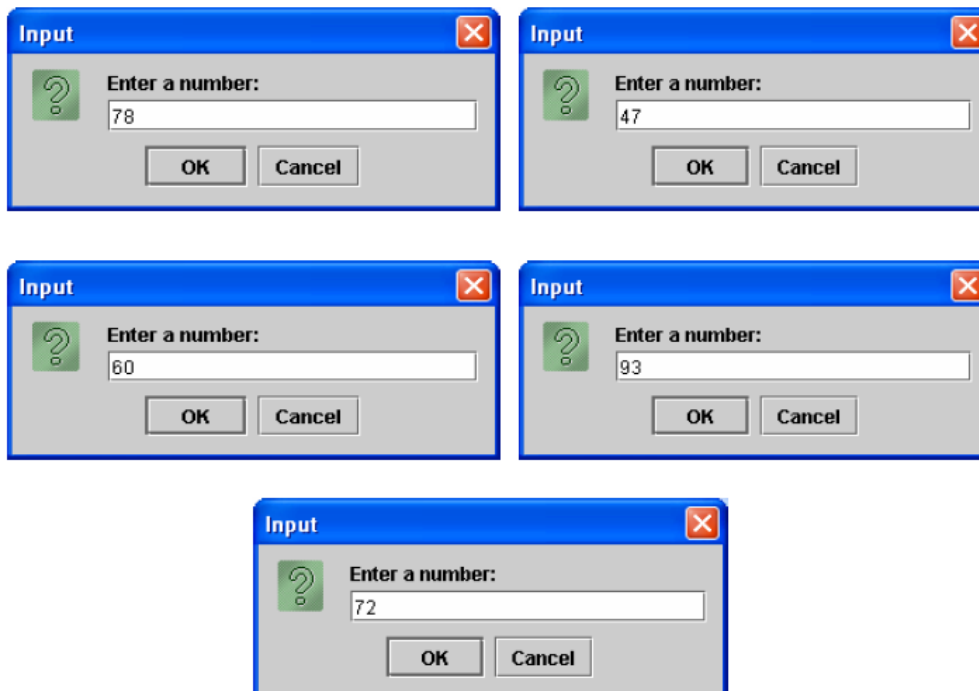 Input
Enter a number:
78
OK Cancel
Input
Enter a number:
47
OK Cancel
Input
Enter a number:
60
OK Cancel
Input
Enter a number:
93
OK Cancel
Input
Enter a number:
72
OK Cancel